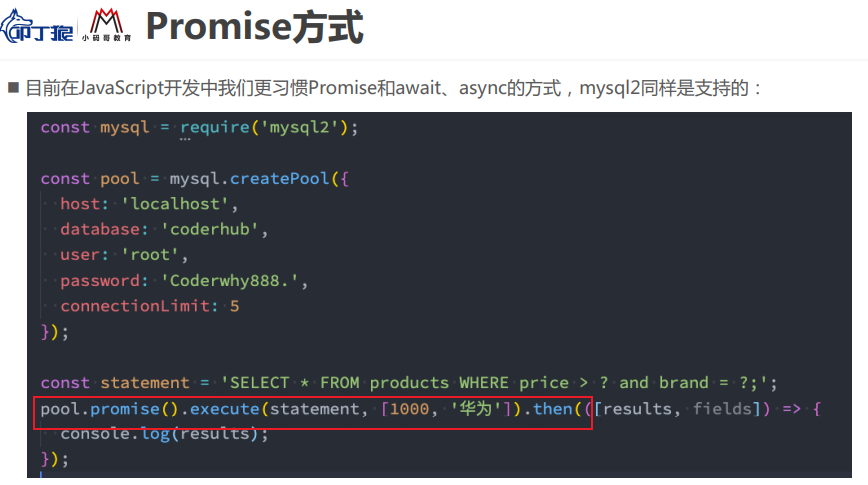 叩丁狼 小码哥教育 Promise方式
目前在JavaScript开发中我们更习惯Promise和await、async的方式，mysql2同样是支持的：
const mysql = require('mysql2');
const pool = mysql.createPool({
  host: 'localhost',
  database: 'coderhub',
  user: 'root',
  password: 'Coderwhy888.',
  connectionLimit: 5
});
const statement = 'SELECT * FROM products WHERE price > ? and brand = ?;';
pool.promise().execute(statement, [1000, '华为']).then(([results, fields]) => {
  console.log(results);
});